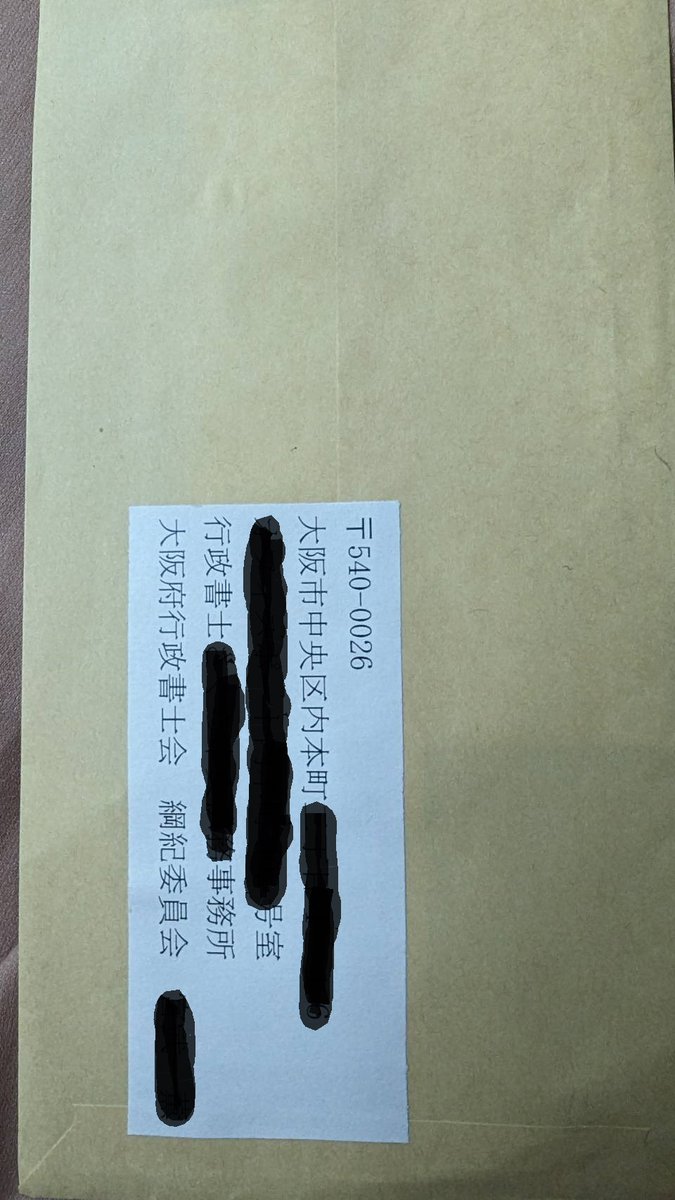 〒540-0026
大阪市中央区内本町
号室
行政書士 事務所
大阪府行政書士会 綱紀委員会